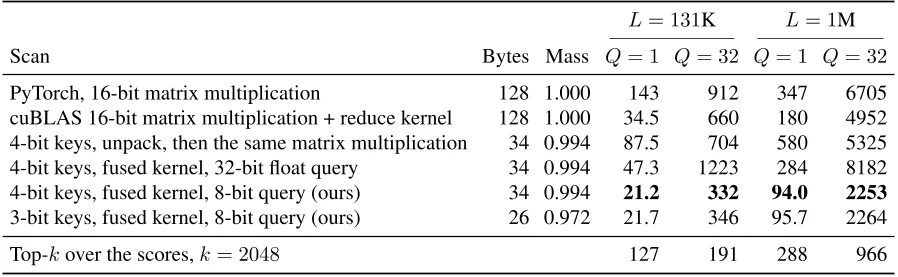 L = 131K L = 1M
Scan Bytes Mass Q = 1 Q = 32 Q = 1 Q = 32
PyTorch, 16-bit matrix multiplication 128 1.000 143 912 347 6705
cuBLAS 16-bit matrix multiplication + reduce kernel 128 1.000 34.5 660 180 4952
4-bit keys, unpack, then the same matrix multiplication 34 0.994 87.5 704 580 5325
4-bit keys, fused kernel, 32-bit float query 34 0.994 47.3 1223 284 8182
4-bit keys, fused kernel, 8-bit query (ours) 34 0.994 21.2 332 94.0 2253
3-bit keys, fused kernel, 8-bit query (ours) 26 0.972 21.7 346 95.7 2264
Top-k over the scores, k = 2048 127 191 288 966